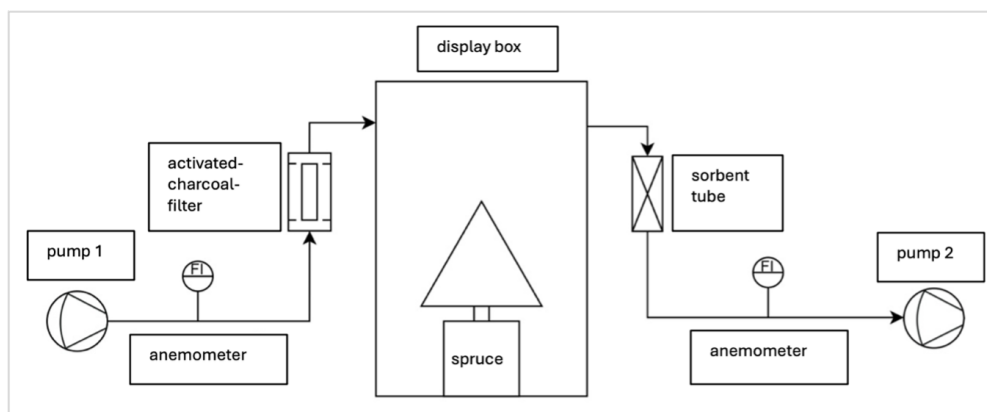 display box
activated-
charcoal-
filter
sorbent
tube
pump 1
FI
FI
pump 2
anemometer
anemometer
spruce